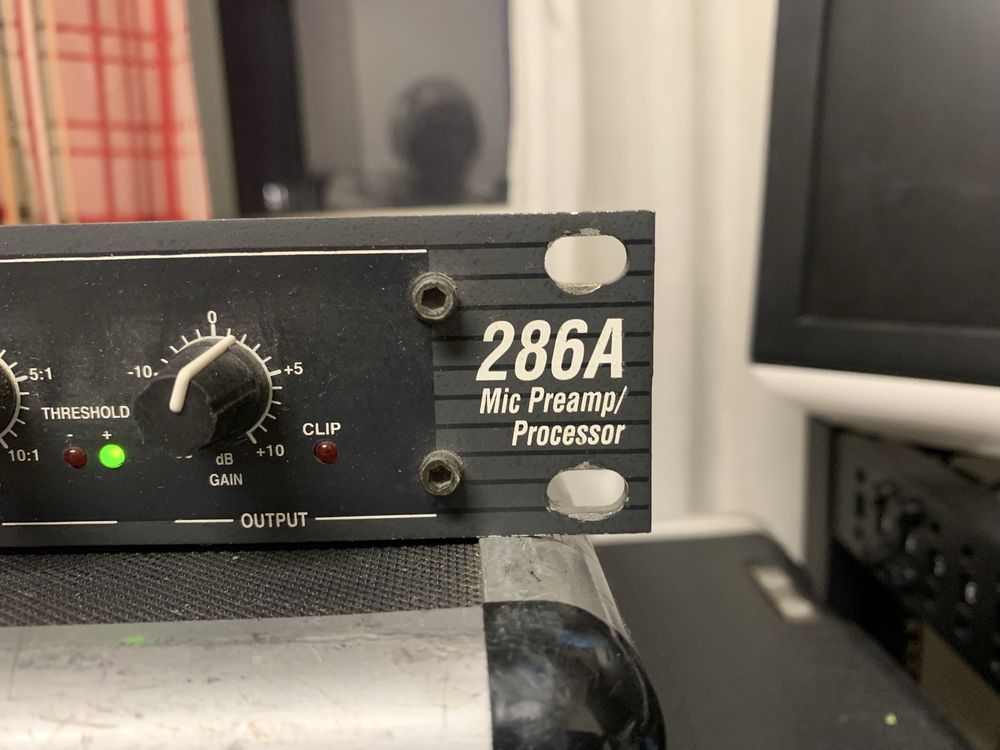 286A
Mic Preamp/
Processor
5:1
10:1
THRESHOLD
- +
0
-10
+5
+10
dB
GAIN
CLIP
OUTPUT